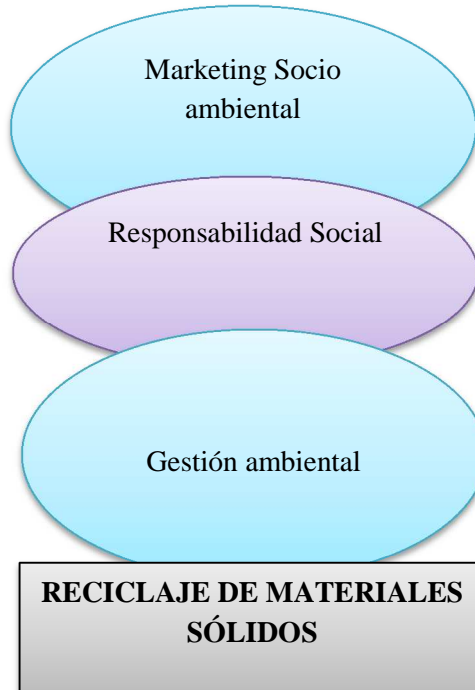 Marketing Socio
ambiental
Responsabilidad Social
Gestión ambiental
RECICLAJE DE MATERIALES
SÓLIDOS